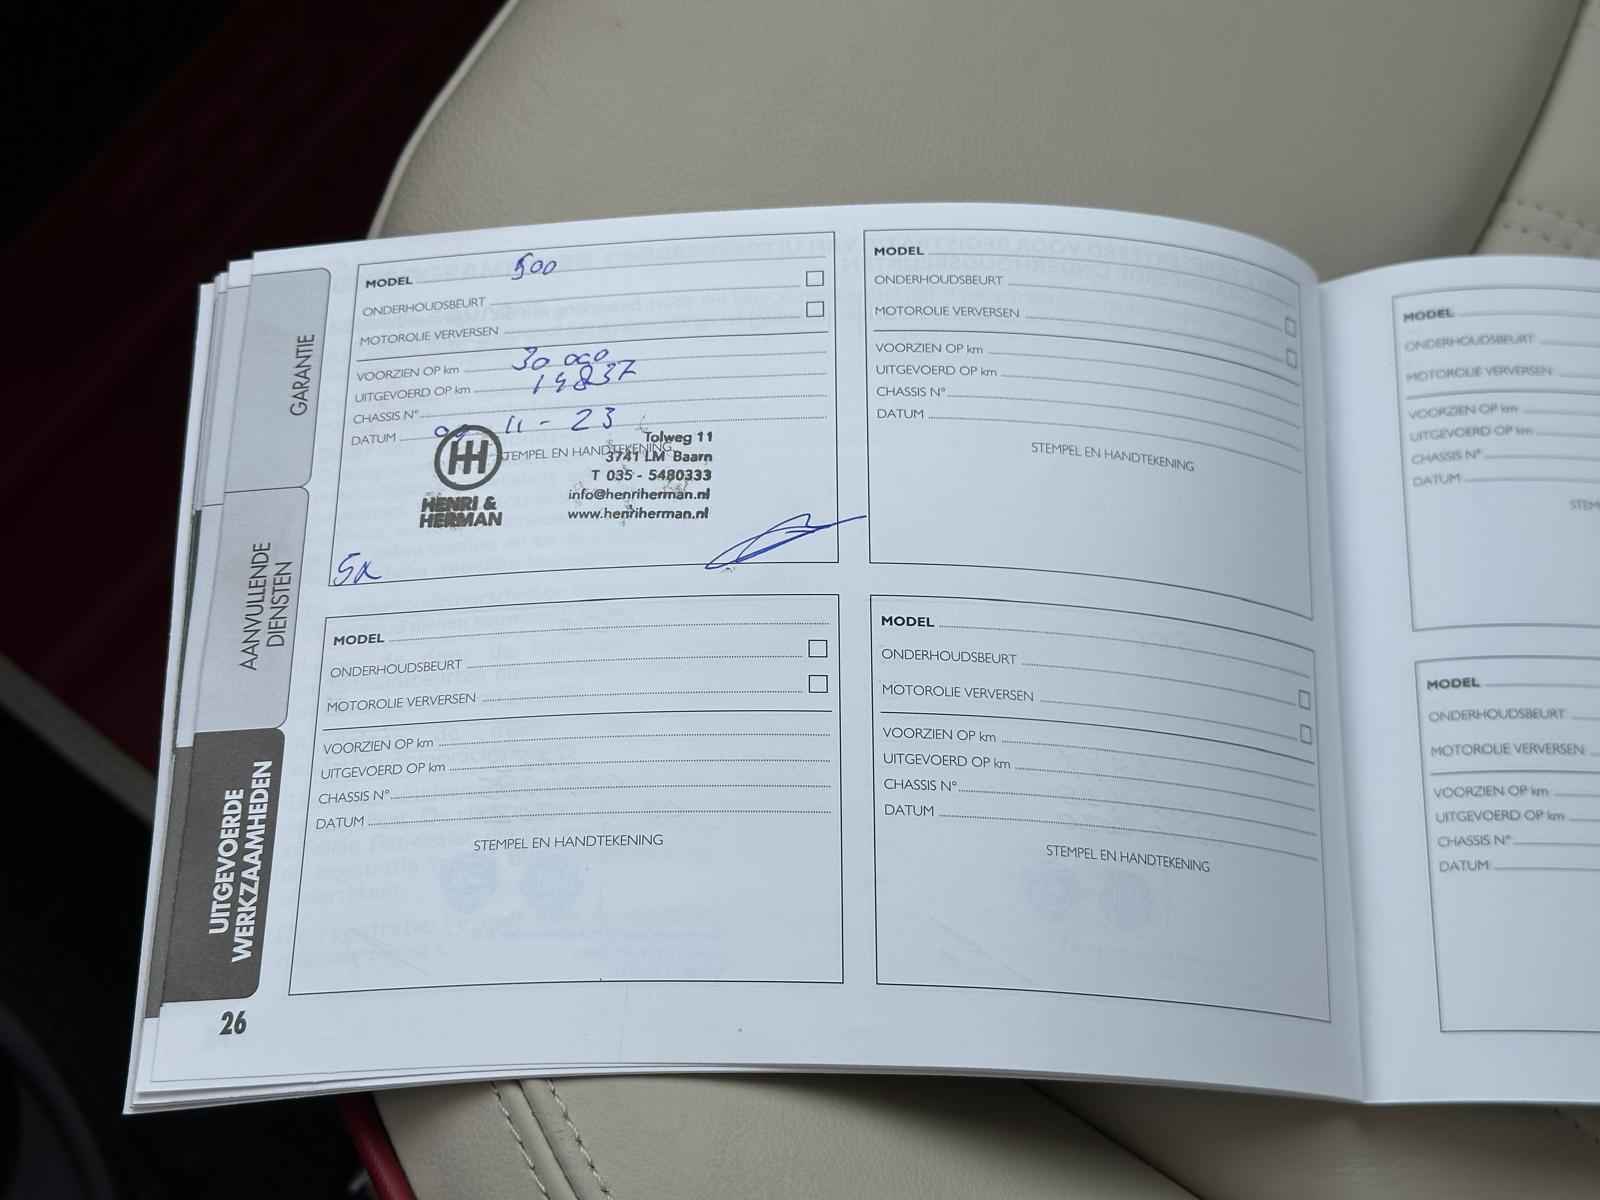 GARANTIE
AANVULLENDE
DIENSTEN
UITGEVOERDE
WERKZAAMHEDEN
26
MODEL 500
ONDERHOUDSBEURT
MOTOROLIE VERVERSEN
VOORZIEN OP km 30 000
UITGEVOERD OP km 14837
CHASSIS N°
DATUM 09 11 - 23
STEMPEL EN HANDTEKENING
HENRI &
HERMAN
Tolweg 11
3741 LM Baarn
T 035 - 5480333
info@henriherman.nl
www.henriherman.nl
MODEL
ONDERHOUDSBEURT
MOTOROLIE VERVERSEN
VOORZIEN OP km
UITGEVOERD OP km
CHASSIS N°
DATUM
STEMPEL EN HANDTEKENING
MODEL
ONDERHOUDSBEURT
MOTOROLIE VERVERSEN
VOORZIEN OP km
UITGEVOERD OP km
CHASSIS N°
DATUM
STEMPEL EN HANDTEKENING
MODEL
ONDERHOUDSBEURT
MOTOROLIE VERVERSEN
VOORZIEN OP km
UITGEVOERD OP km
CHASSIS N°
DATUM
STEMPEL EN HANDTEKENING
MODEL
ONDERHOUDSBEURT
MOTOROLIE VERVERSEN
VOORZIEN OP km
UITGEVOERD OP km
CHASSIS N°
DATUM
STEM
MODEL
ONDERHOUDSBEURT
MOTOROLIE VERVERSEN
VOORZIEN OP km
UITGEVOERD OP km
CHASSIS N°
DATUM